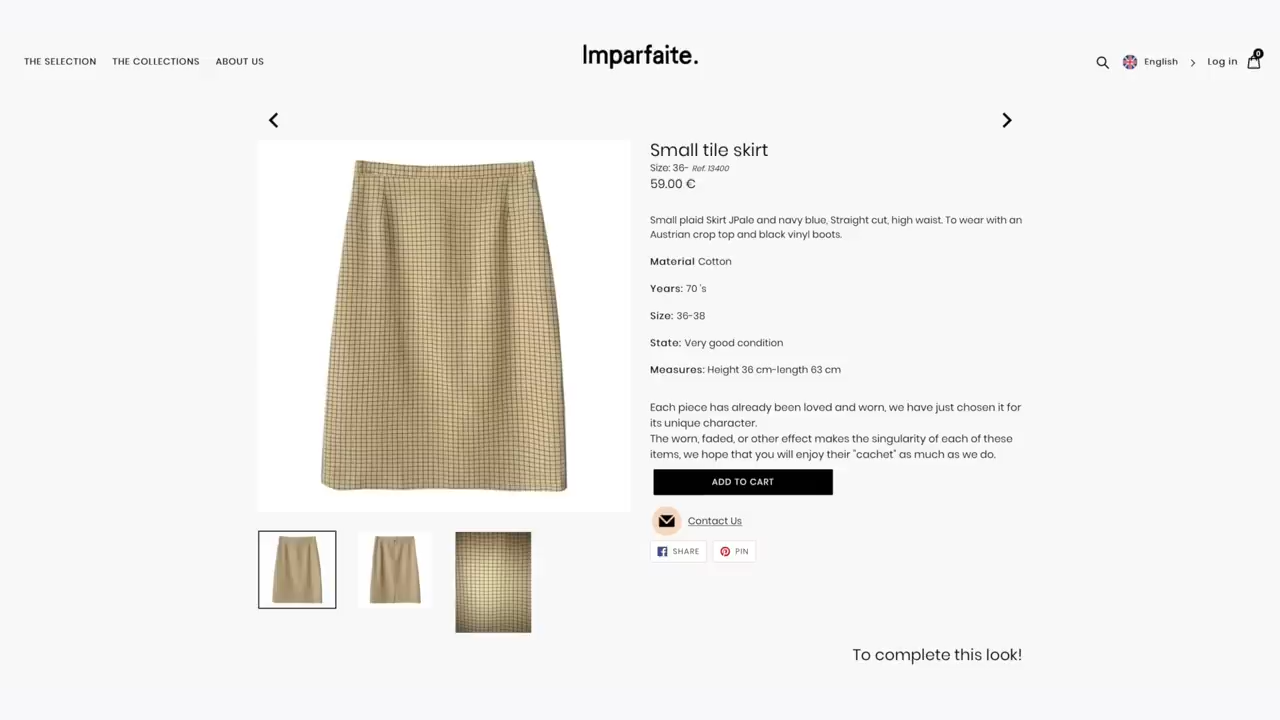 THE SELECTION THE COLLECTIONS ABOUT US
Imparfaite.
English Log in 0
Small tile skirt
Size: 36- Ref. 13400
59.00 €
Small plaid Skirt JPale and navy blue, Straight cut, high waist. To wear with an
Austrian crop top and black vinyl boots.
Material Cotton
Years: 70 's
Size: 36-38
State: Very good condition
Measures: Height 36 cm-length 63 cm
Each piece has already been loved and worn, we have just chosen it for
its unique character.
The worn, faded, or other effect makes the singularity of each of these
items, we hope that you will enjoy their "cachet" as much as we do.
ADD TO CART
Contact Us
SHARE PIN
To complete this look!